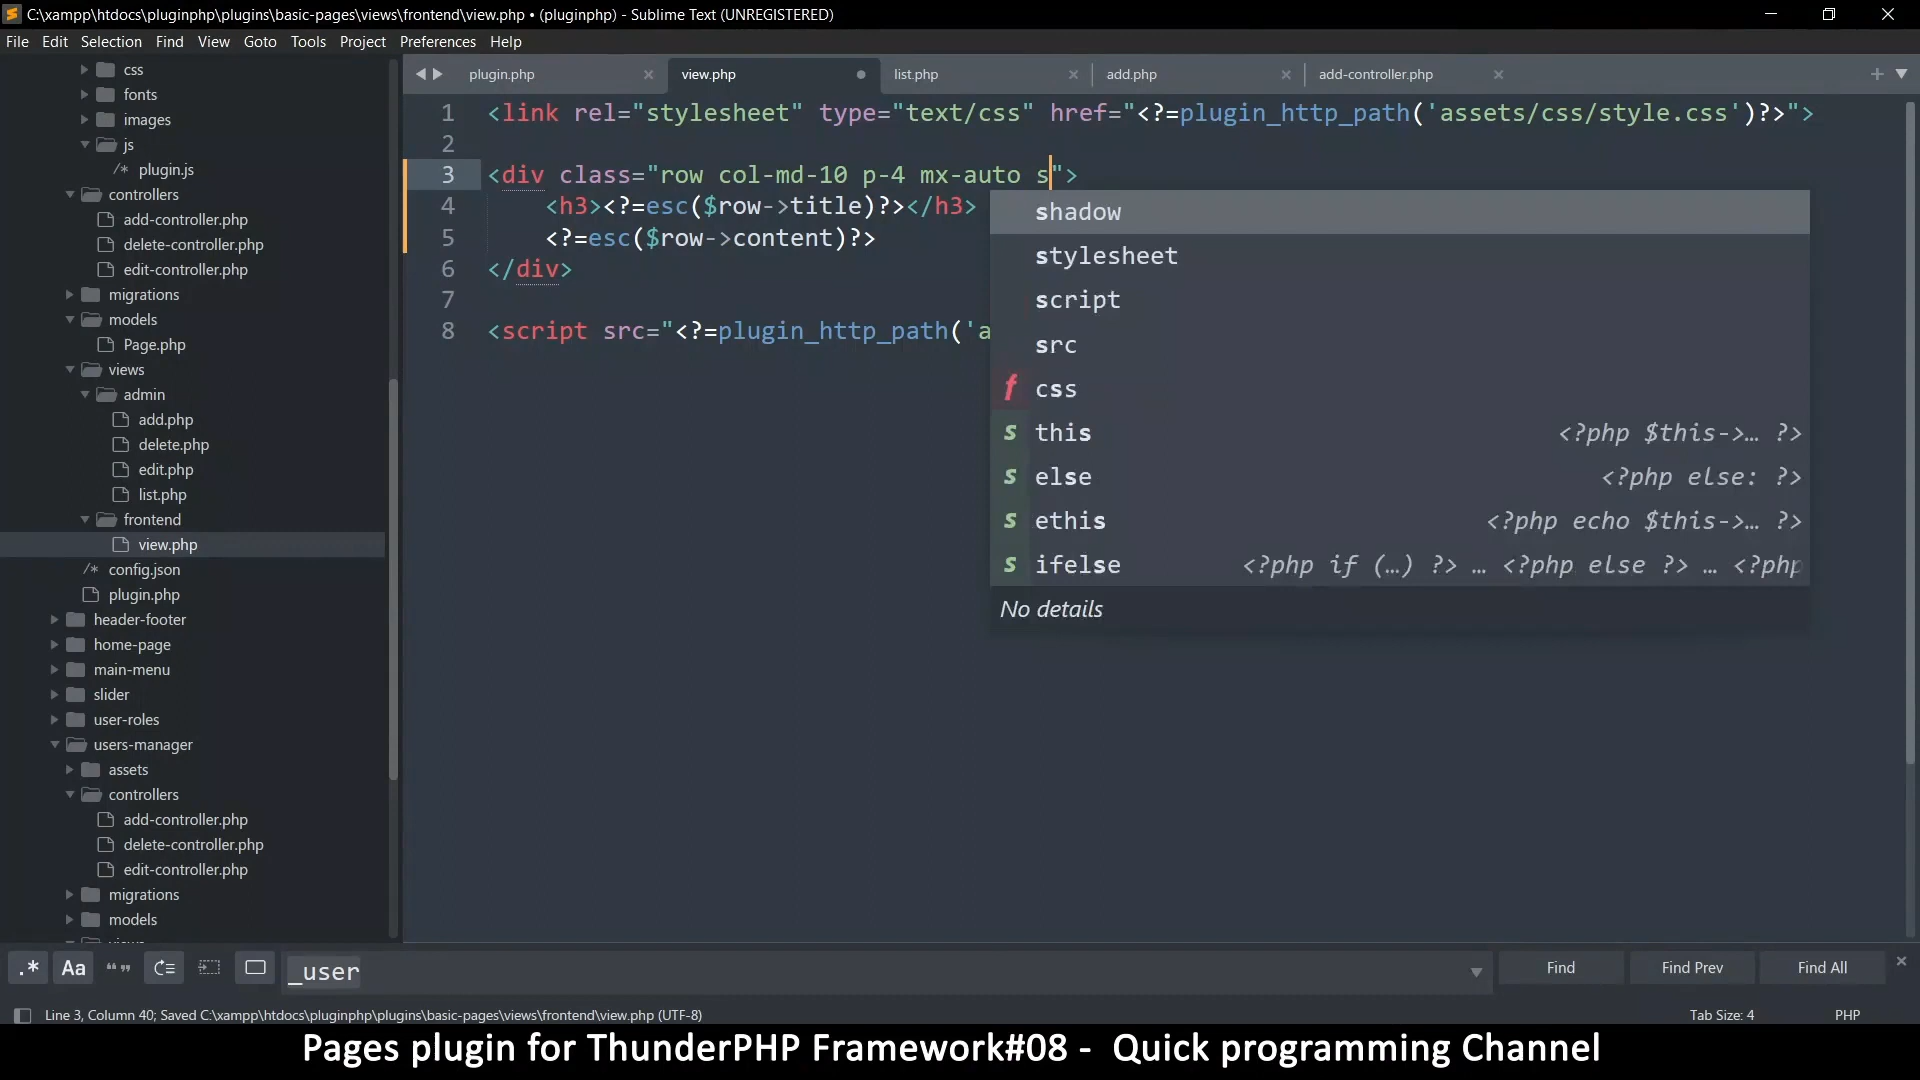 C:\xampp\htdocs\pluginphp\plugins\basic-pages\views\frontend\view.php • (pluginphp) - Sublime Text (UNREGISTERED)
File Edit Selection Find View Goto Tools Project Preferences Help
css
fonts
images
js
/* plugin.js
controllers
add-controller.php
delete-controller.php
edit-controller.php
migrations
models
Page.php
views
admin
add.php
delete.php
edit.php
list.php
frontend
view.php
/* config.json
plugin.php
header-footer
home-page
main-menu
slider
user-roles
users-manager
assets
controllers
add-controller.php
delete-controller.php
edit-controller.php
migrations
models
plugin.php view.php list.php add.php add-controller.php
1 <link rel="stylesheet" type="text/css" href="<?=plugin_http_path('assets/css/style.css')?>">
2
3 <div class="row col-md-10 p-4 mx-auto s">
4 <h3><?=esc($row->title)?></h3>
5 <?=esc($row->content)?>
6 </div>
7
8 <script src="<?=plugin_http_path('a
shadow
stylesheet
script
src
f css
s this <?php $this->… ?>
s else <?php else: ?>
s ethis <?php echo $this->… ?>
s ifelse <?php if (…) ?> … <?php else ?> … <?php
No details
.* Aa “” _user Find Find Prev Find All
Line 3, Column 40; Saved C:\xampp\htdocs\pluginphp\plugins\basic-pages\views\frontend\view.php (UTF-8) Tab Size: 4 PHP
Pages plugin for ThunderPHP Framework#08 - Quick programming Channel